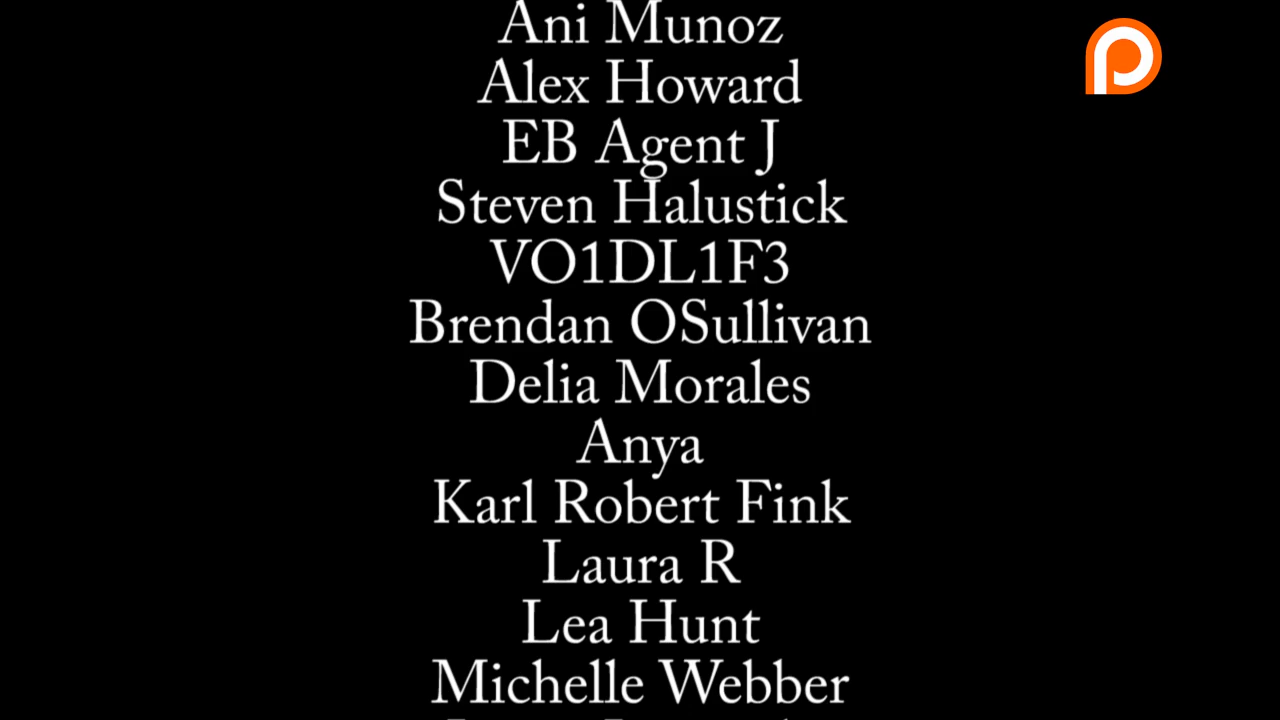 Ani Munoz
Alex Howard
EB Agent J
Steven Halustick
VO1DL1F3
Brendan OSullivan
Delia Morales
Anya
Karl Robert Fink
Laura R
Lea Hunt
Michelle Webber